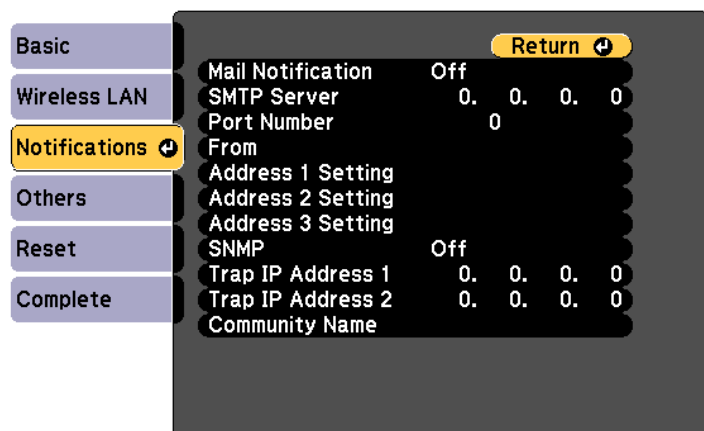 Basic
Wireless LAN
Notifications
Others
Reset
Complete
Return
Mail Notification Off
SMTP Server 0. 0. 0. 0
Port Number 0
From
Address 1 Setting
Address 2 Setting
Address 3 Setting
SNMP Off
Trap IP Address 1 0. 0. 0. 0
Trap IP Address 2 0. 0. 0. 0
Community Name